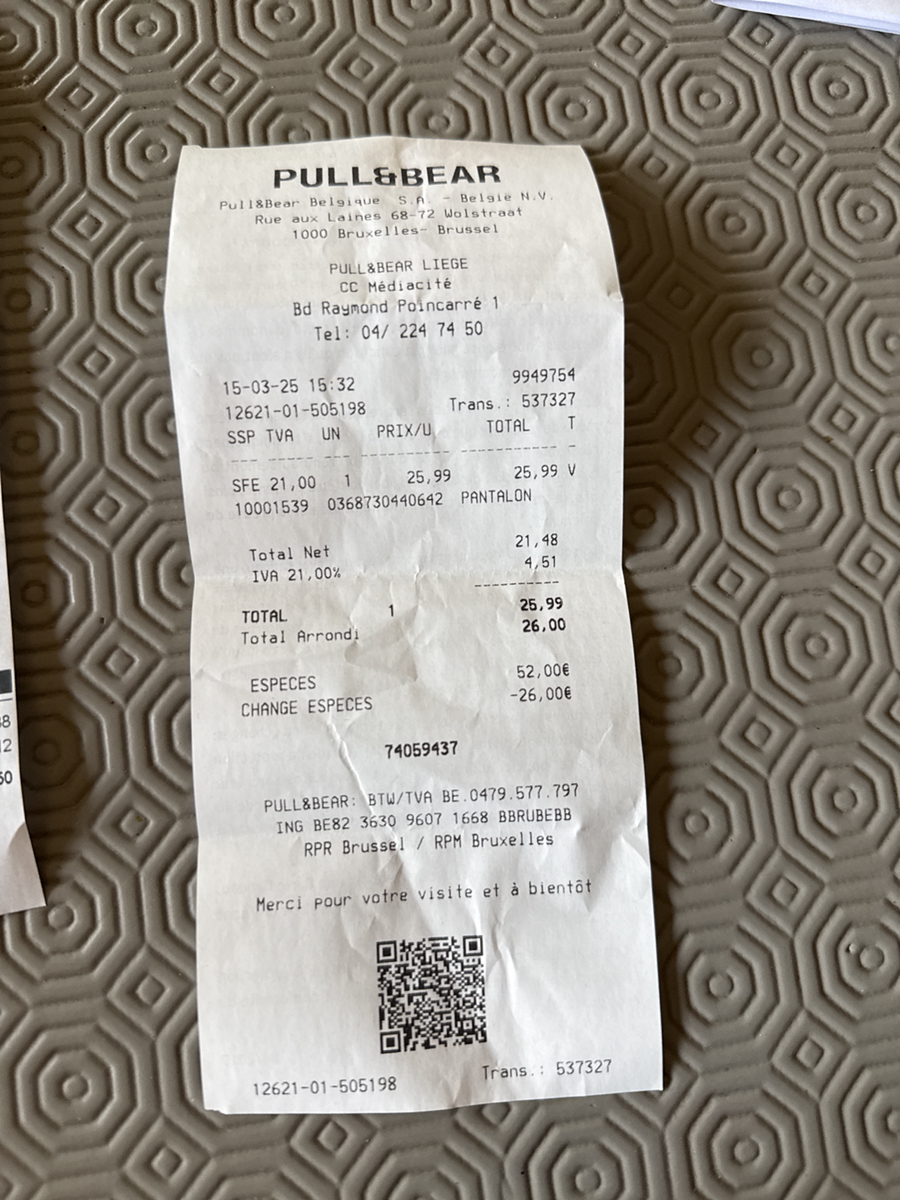 PULL&BEAR
Pull&Bear Belgique S.A. - België N.V.
Rue aux Laines 68-72 Wolstraat
1000 Bruxelles- Brussel
PULL&BEAR LIEGE
CC Médiacité
Bd Raymond Poincarré 1
Tel: 04/ 224 74 50
15-03-25 15:32 9949754
12621-01-505198 Trans.: 537327
SSP TVA UN PRIX/U TOTAL T
--- ---- --- ---------- ---------- -
SFE 21,00 1 25,99 25,99 V
10001539 0368730440642 PANTALON
Total Net 21,48
IVA 21,00% 4,51
----------
TOTAL 1 25,99
Total Arrondi 26,00
ESPECES 52,00€
CHANGE ESPECES -26,00€
74059437
PULL&BEAR: BTW/TVA BE.0479.577.797
ING BE82 3630 9607 1668 BBRUBEBB
RPR Brussel / RPM Bruxelles
Merci pour votre visite et à bientôt
12621-01-505198 Trans.: 537327